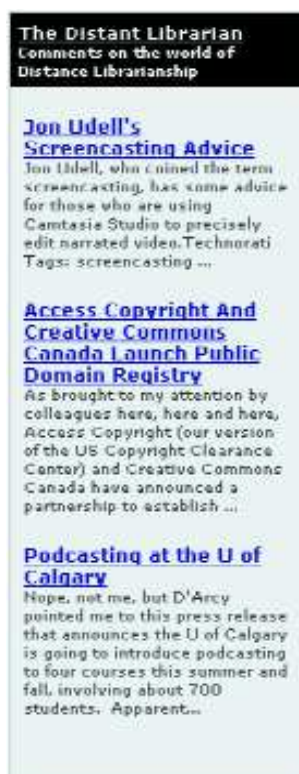 The Distant Librarian
Comments on the world of
Distance Librarianship
Jon Udell's
Screencasting Advice
Jon Udell, who coined the term
screencasting, has some advice
for those who are using
Camtasia Studio to precisely
edit narrated video.Technorati
Tags: screencasting ...
Access Copyright And
Creative Commons
Canada Launch Public
Domain Registry
As brought to my attention by
colleagues here, here and here,
Access Copyright (our version
of the US Copyright Clearance
Center) and Creative Commons
Canada have announced a
partnership to establish ...
Podcasting at the U of
Calgary
Nope, not me, but D'Arcy
pointed me to this press release
that announces the U of Calgary
is going to introduce podcasting
to four courses this summer and
fall, involving about 700
students. Apparent...